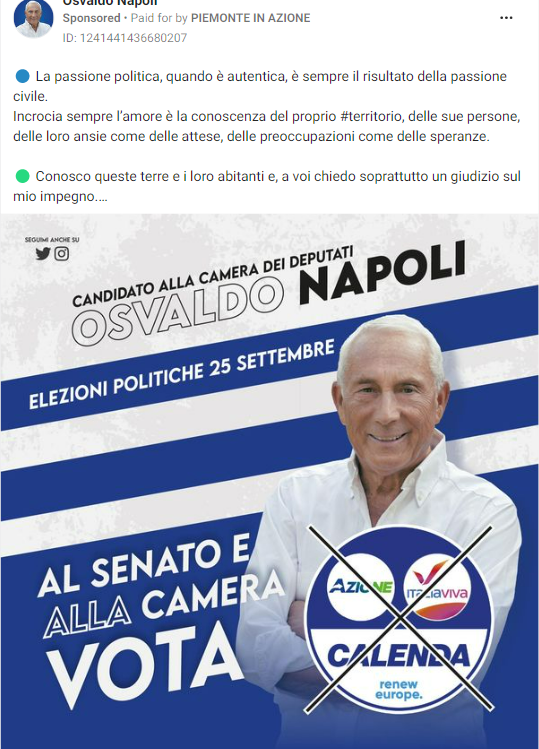 Osvaldo Napoli
Sponsored • Paid for by PIEMONTE IN AZIONE
ID: 1241441436680207
La passione politica, quando è autentica, è sempre il risultato della passione
civile.
Incrocia sempre l'amore è la conoscenza del proprio #territorio, delle sue persone,
delle loro ansie come delle attese, delle preoccupazioni come delle speranze.
Conosco queste terre e i loro abitanti e, a voi chiedo soprattutto un giudizio sul
mio impegno....
SEGUIMI ANCHE SU
CANDIDATO ALLA CAMERA DEI DEPUTATI
OSVALDO NAPOLI
ELEZIONI POLITICHE 25 SETTEMBRE
AL SENATO E
ALLA CAMERA
VOTA
AZIONE
ITALIAVIVA
CALENDA
renew
europe.